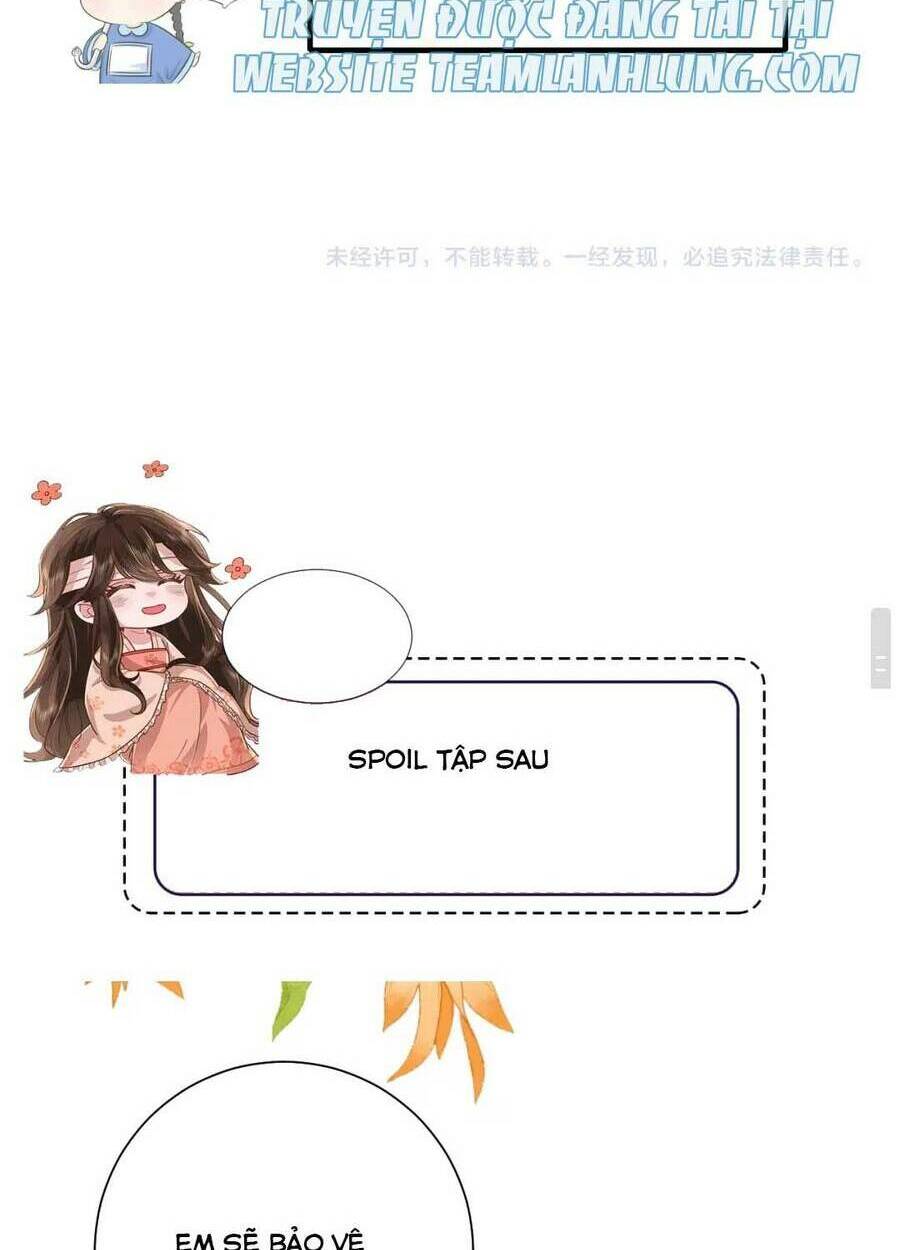 TRUYỆN ĐƯỢC ĐĂNG TẢI TẠI
WEBSITE TEAMLANHLUNG.COM
未经许可，不能转载。一经发现，必追究法律责任。
SPOIL TẬP SAU
EM SẼ BẢO VỆ